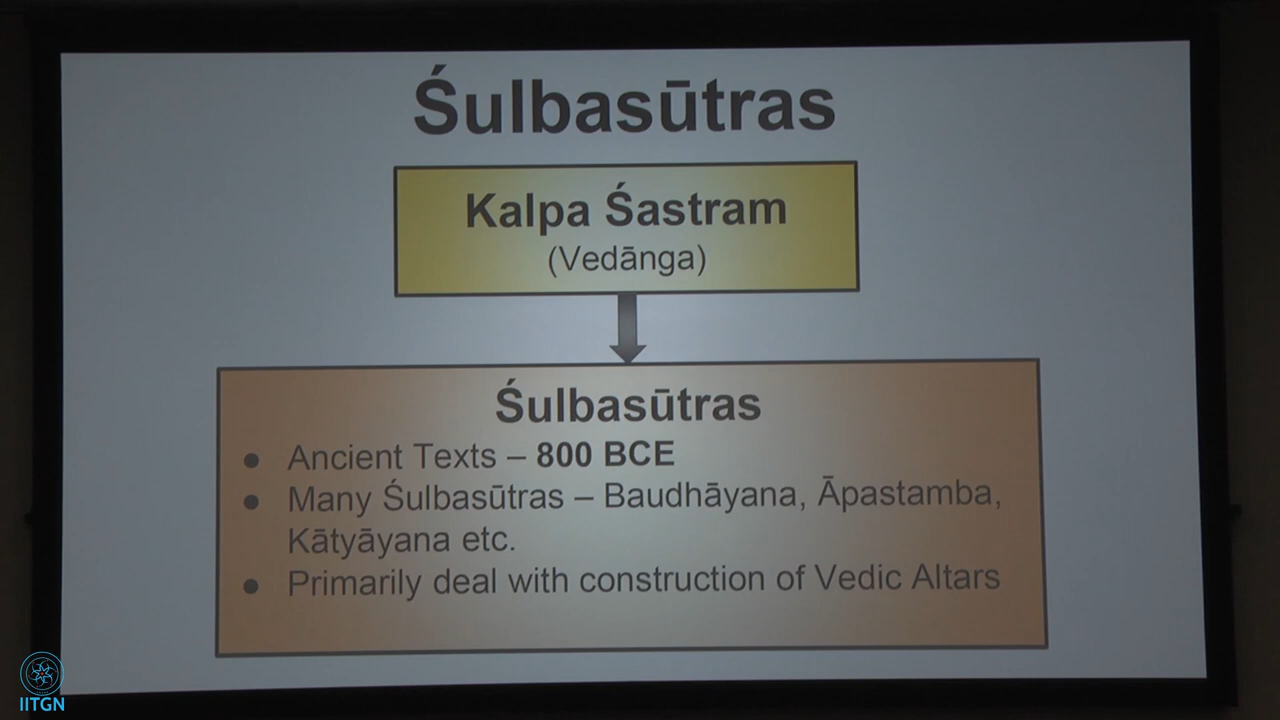 Śulbasūtras
Kalpa Śastram
(Vedānga)
Śulbasūtras
● Ancient Texts – 800 BCE
● Many Śulbasūtras – Baudhāyana, Āpastamba,
Kātyāyana etc.
● Primarily deal with construction of Vedic Altars
IITGN